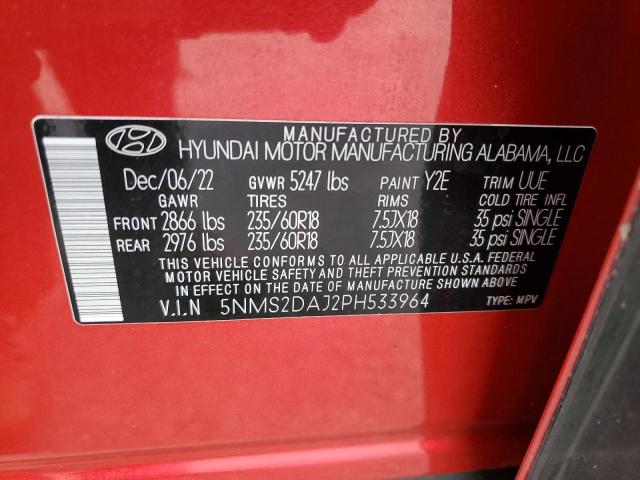 MANUFACTURED BY
HYUNDAI MOTOR MANUFACTURING ALABAMA, LLC
Dec/06/22 GVWR 5247 lbs PAINT Y2E TRIM UUE
GAWR TIRES RIMS COLD TIRE INFL
FRONT 2866 lbs 235/60R18 7.5JX18 35 psi SINGLE
REAR 2976 lbs 235/60R18 7.5JX18 35 psi SINGLE
THIS VEHICLE CONFORMS TO ALL APPLICABLE U.S.A. FEDERAL
MOTOR VEHICLE SAFETY AND THEFT PREVENTION STANDARDS
IN EFFECT ON THE DATE OF MANUFACTURE SHOWN ABOVE.
V.I.N 5NMS2DAJ2PH533964 TYPE: MPV